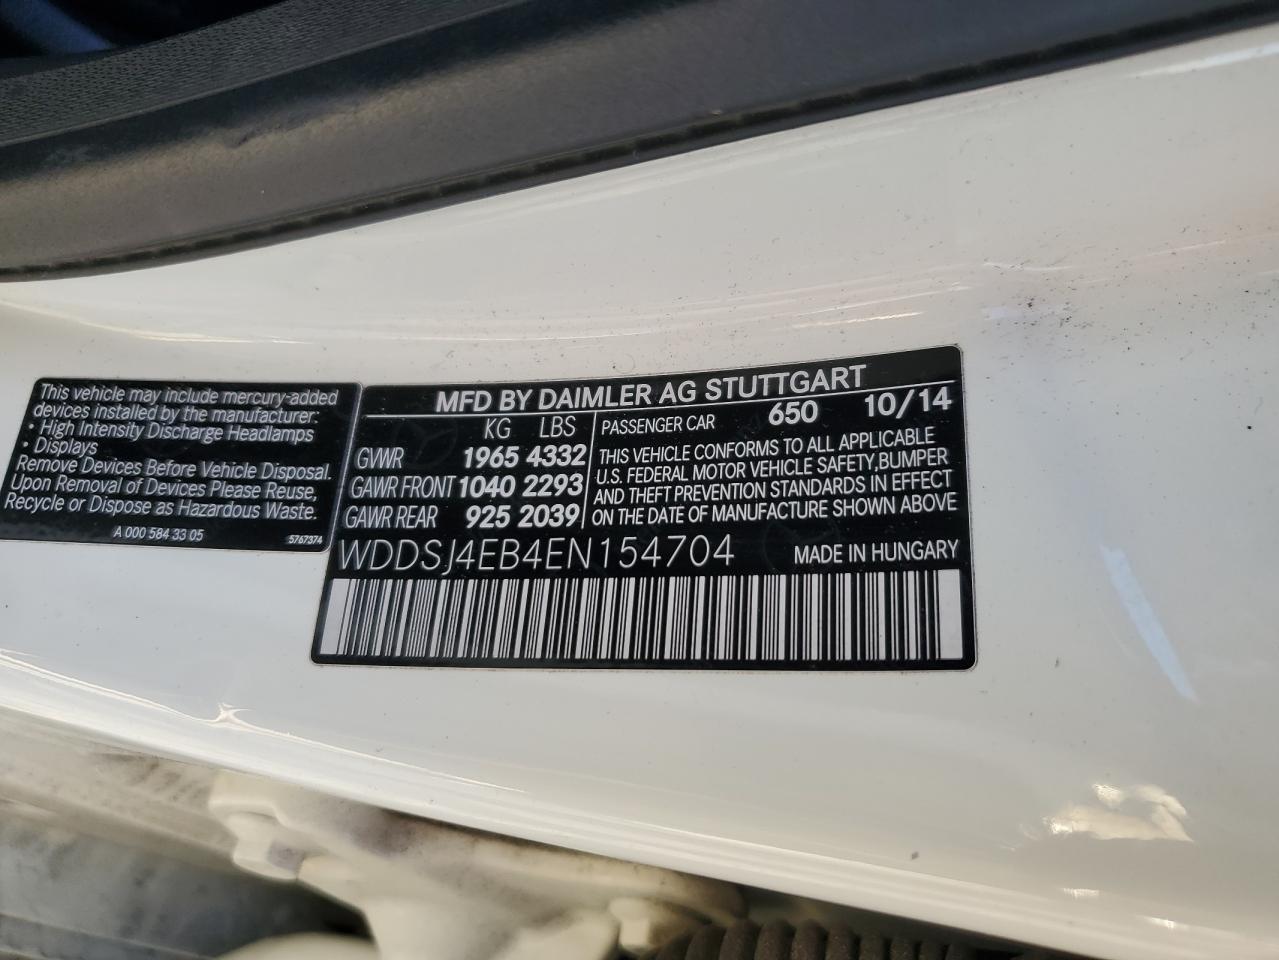 This vehicle may include mercury-added
devices installed by the manufacturer:
• High Intensity Discharge Headlamps
• Displays
Remove Devices Before Vehicle Disposal.
Upon Removal of Devices Please Reuse,
Recycle or Dispose as Hazardous Waste.
A 000 584 33 05
5767374
MFD BY DAIMLER AG STUTTGART
KG LBS
GVWR 1965 4332
GAWR FRONT 1040 2293
GAWR REAR 925 2039
PASSENGER CAR 650 10/14
THIS VEHICLE CONFORMS TO ALL APPLICABLE
U.S. FEDERAL MOTOR VEHICLE SAFETY,BUMPER
AND THEFT PREVENTION STANDARDS IN EFFECT
ON THE DATE OF MANUFACTURE SHOWN ABOVE
WDDSJ4EB4EN154704 MADE IN HUNGARY